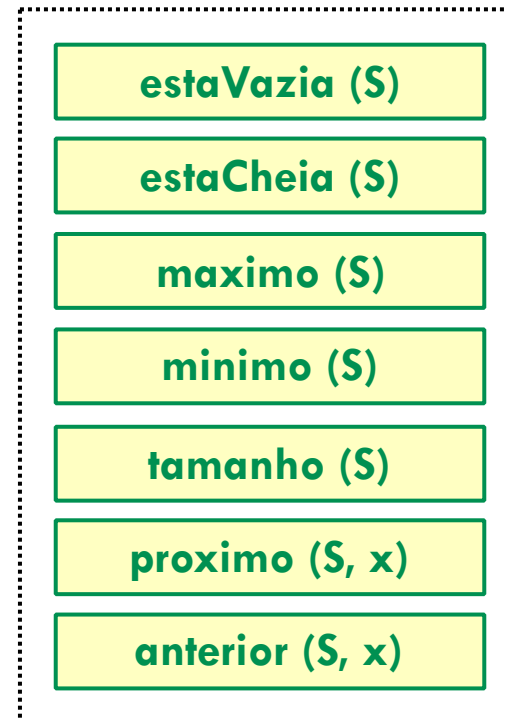 estaVazia (S)
estaCheia (S)
maximo (S)
minimo (S)
tamanho (S)
proximo (S, x)
anterior (S, x)